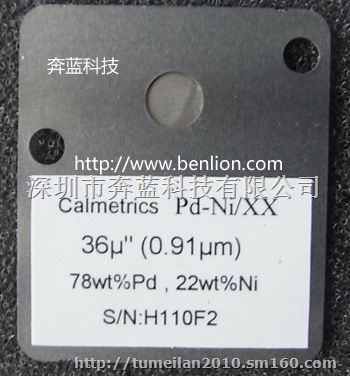 奔蓝科技
http://www.benlion.com
深圳市奔蓝科技有限公司
Calmetrics Pd-Ni/XX
36μ" (0.91μm)
78wt%Pd , 22wt%Ni
S/N:H110F2
http://tumeilan2010.sm160.com